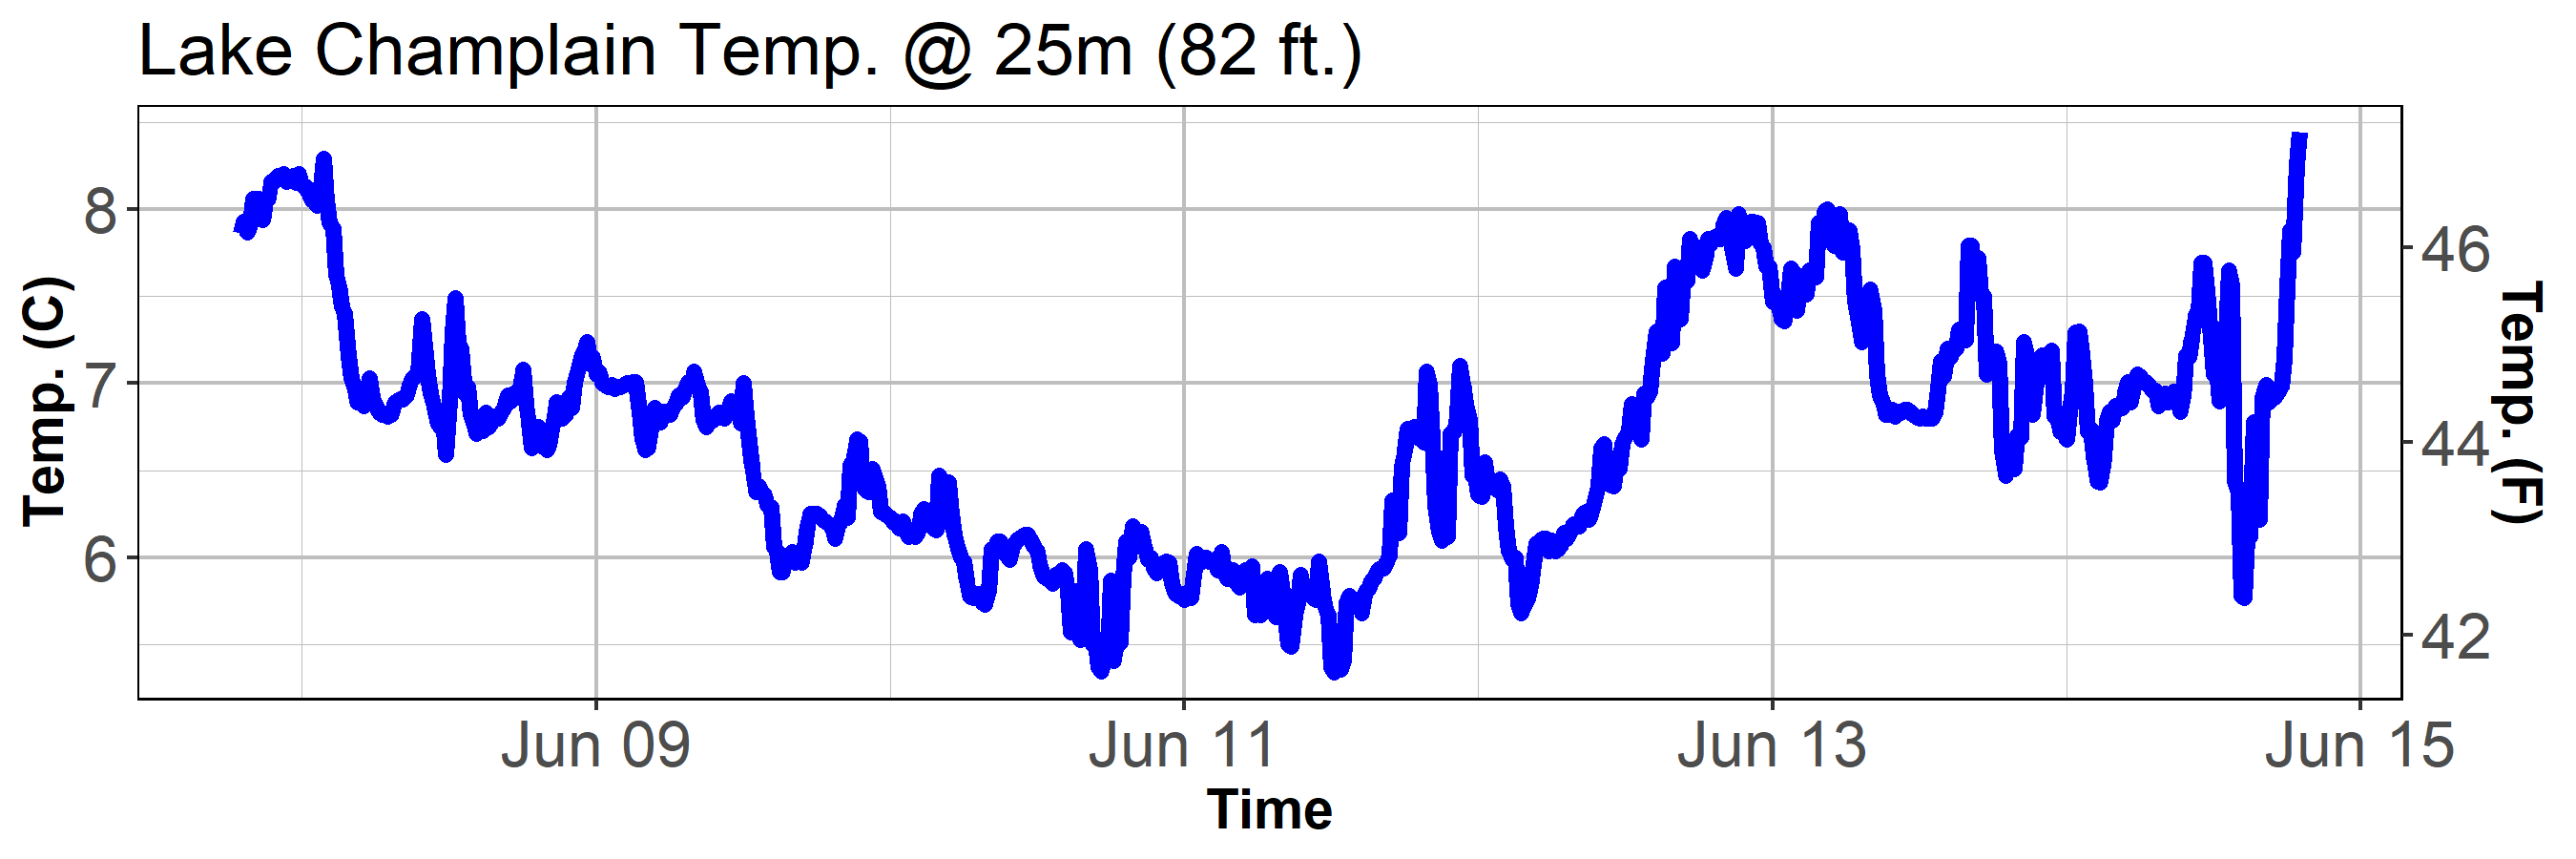 Lake Champlain Temp. @ 25m (82 ft.)
Temp. (C)
8
7
6
46
44
42
Temp. (F)
Jun 09
Jun 11
Jun 13
Jun 15
Time